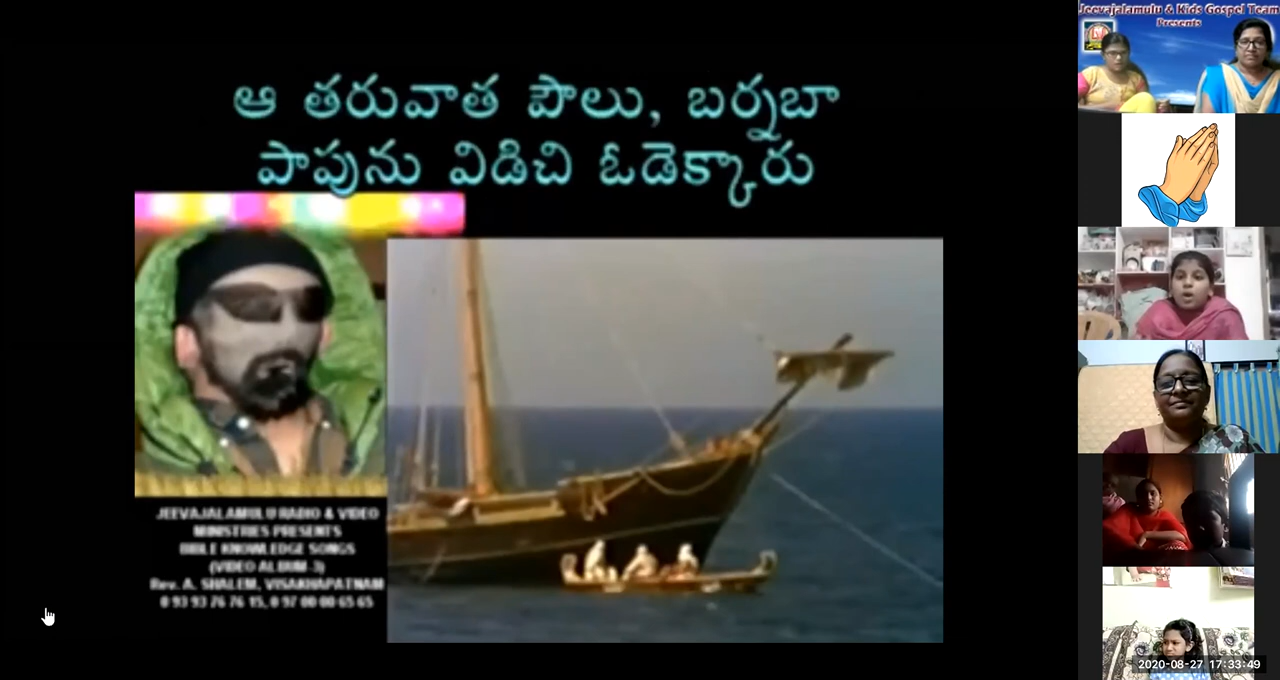 ఆ తరువాత పౌలు, బర్నబా
పాపును విడిచి ఓడెక్కారు
JEEVAJALAMULU RADIO & VIDEO
MINISTRIES PRESENTS
BIBLE KNOWLEDGE SONGS
(VIDEO ALBUM-3)
Rev. A. SHALEM, VISAKHAPATNAM
0 93 93 76 76 15, 0 97 00 00 65 65
Jeevajalamulu & Kids Gospel Team
Presents
2020-08-27 17:33:49